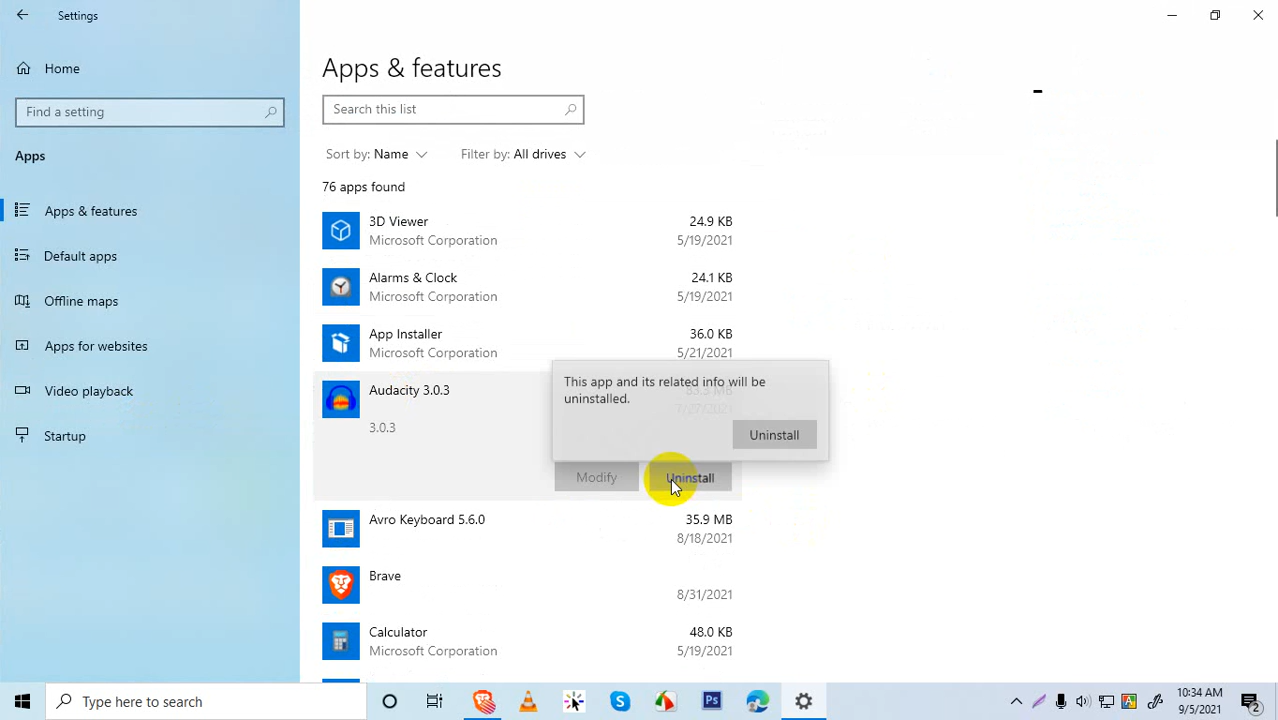 Settings
Home
Find a setting
Apps
Apps & features
Default apps
Offline maps
Apps for websites
Video playback
Startup
Apps & features
Search this list
Sort by: Name Filter by: All drives
76 apps found
3D Viewer 24.9 KB
Microsoft Corporation 5/19/2021
Alarms & Clock 24.1 KB
Microsoft Corporation 5/19/2021
App Installer 36.0 KB
Microsoft Corporation 5/21/2021
Audacity 3.0.3
3.0.3
This app and its related info will be
uninstalled.
Uninstall
Modify Uninstall
Avro Keyboard 5.6.0 35.9 MB
8/18/2021
Brave
8/31/2021
Calculator 48.0 KB
Microsoft Corporation 5/19/2021
Type here to search
Ps
10:34 AM
9/5/2021
2